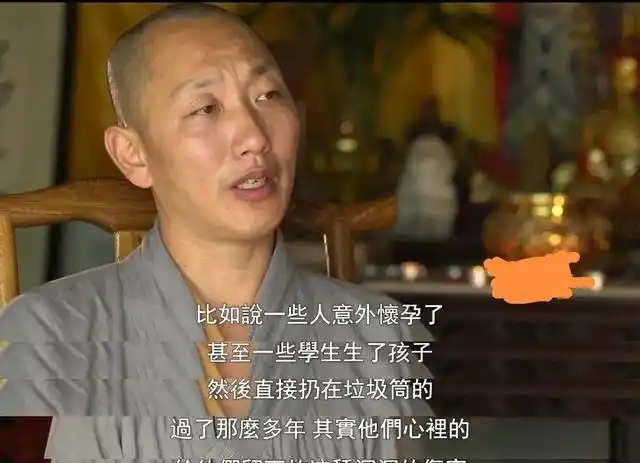 比如說一些人意外懷孕了
甚至一些學生生了孩子
然後直接扔在垃圾筒的
過了那麼多年 其實他們心裡的